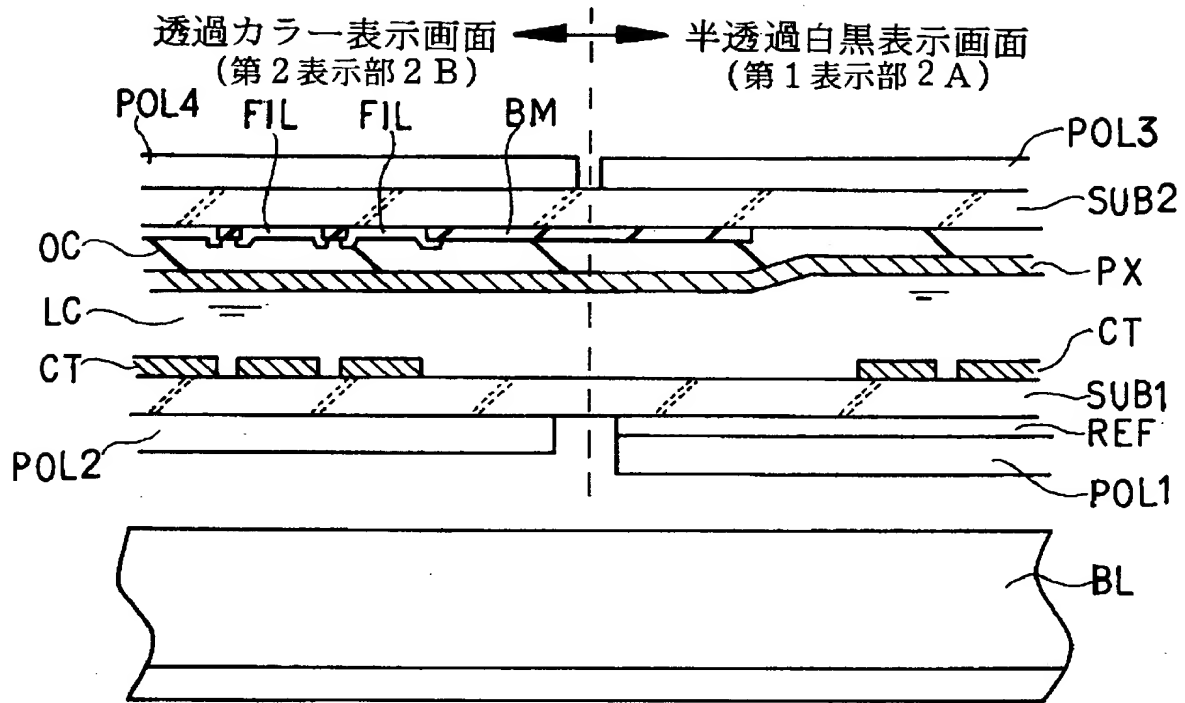 透過カラー表示画面
(第2表示部2B)
半透過白黒表示画面
(第1表示部2A)
POL4
FIL
FIL
BM
POL3
SUB2
OC
PX
LC
CT
CT
SUB1
REF
POL2
POL1
BL